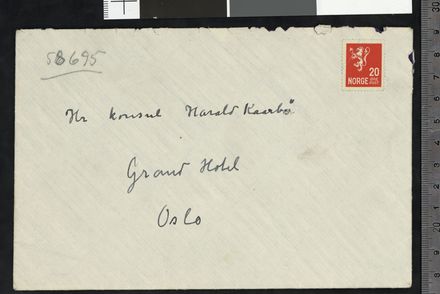 58695
20
NORGE
Hr konsul Harald Kaarbø
Grand Hotel
Oslo